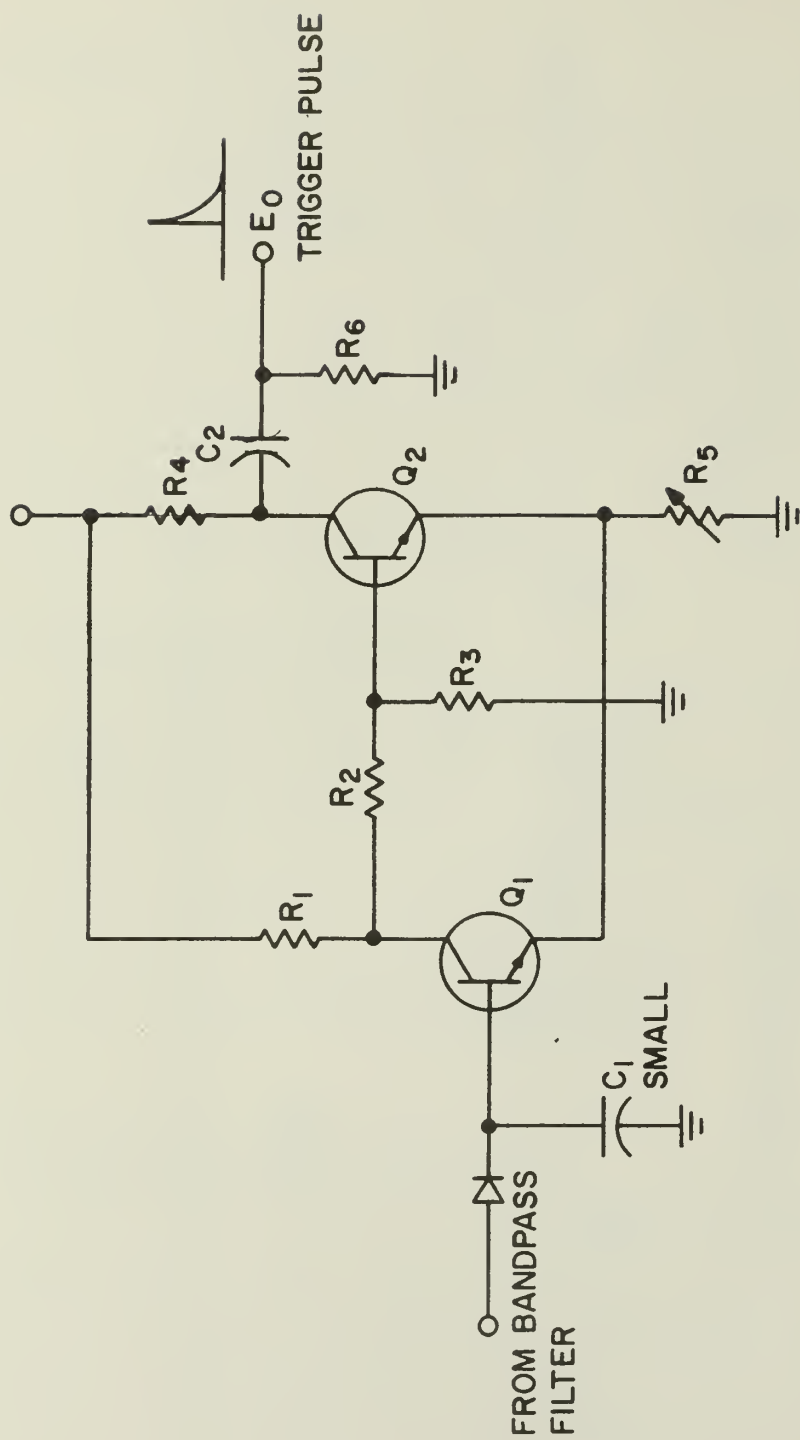 R4
C2
E0
TRIGGER PULSE
R6
Q2
R5
R1
R2
R3
Q1
C1
SMALL
FROM BANDPASS
FILTER